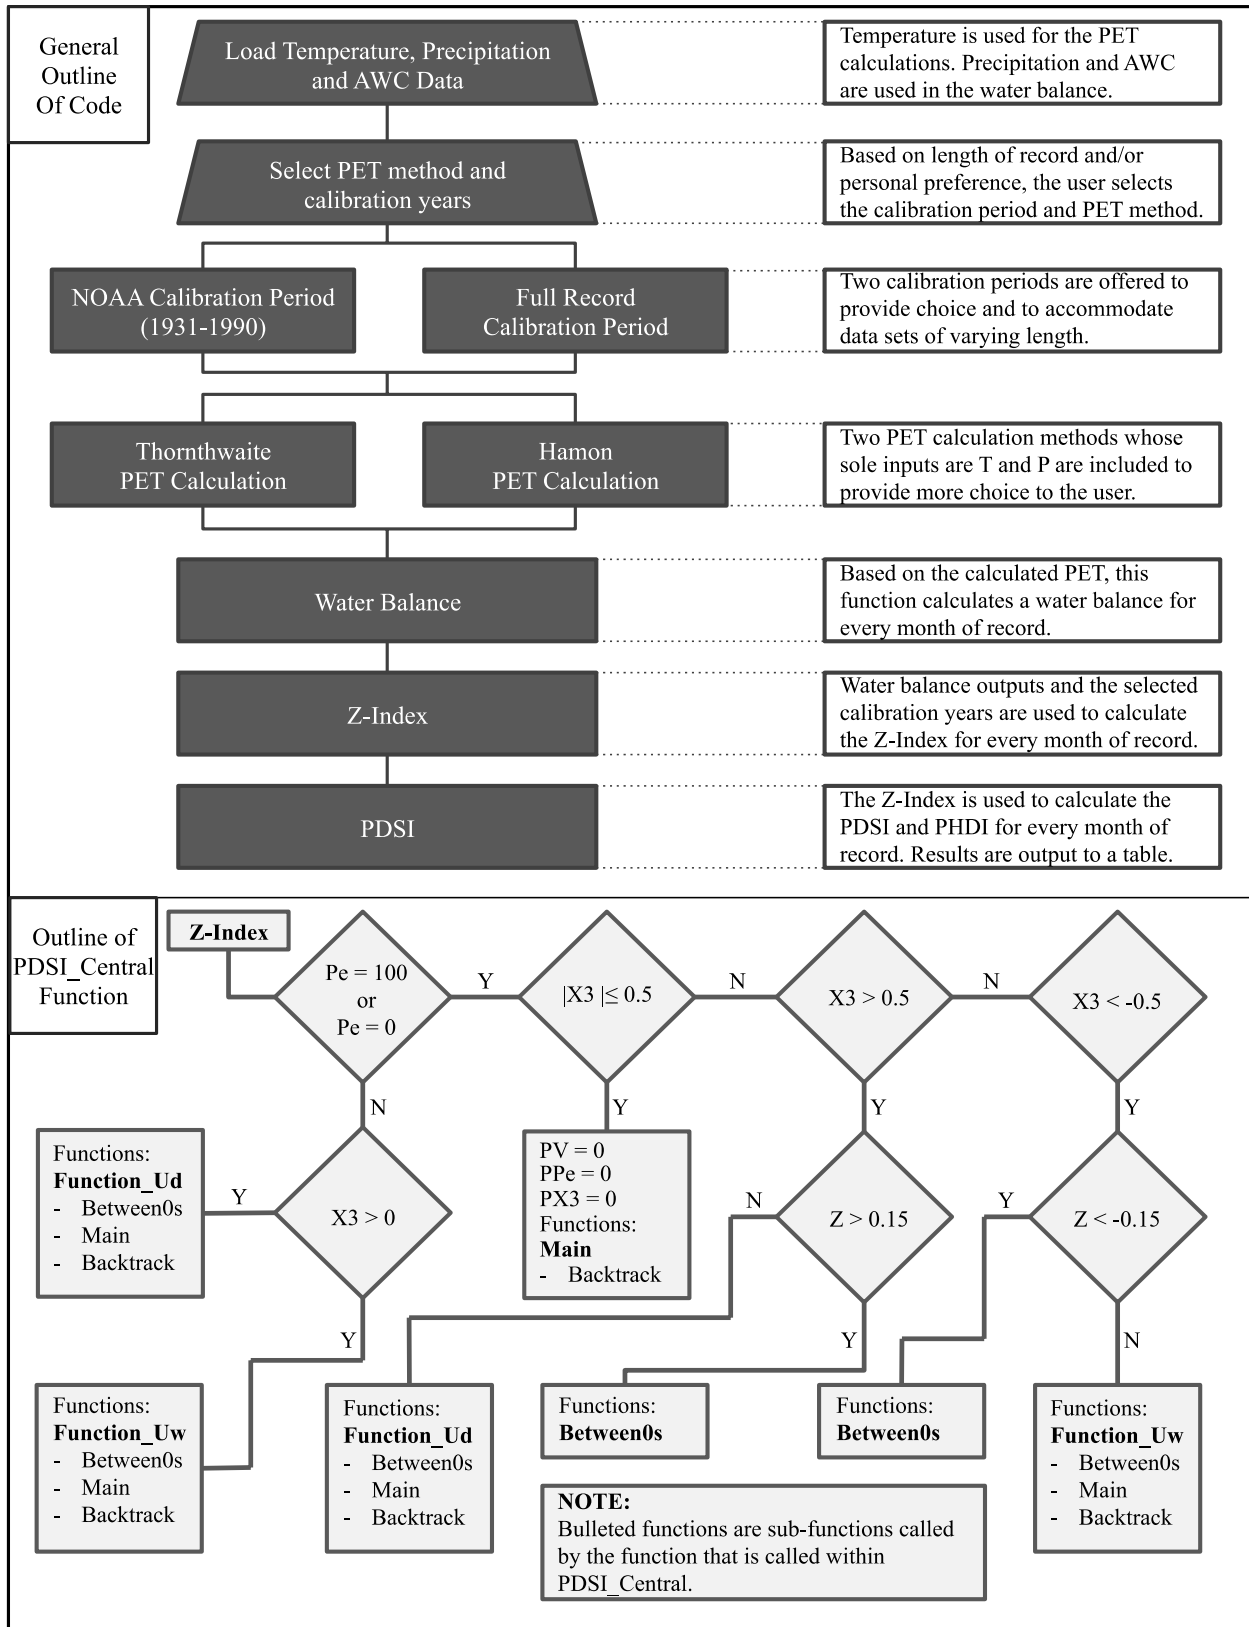 General
Outline
Of Code
Load Temperature, Precipitation
and AWC Data
Temperature is used for the PET
calculations. Precipitation and AWC
are used in the water balance.
Select PET method and
calibration years
Based on length of record and/or
personal preference, the user selects
the calibration period and PET method.
NOAA Calibration Period
(1931-1990)
Full Record
Calibration Period
Two calibration periods are offered to
provide choice and to accommodate
data sets of varying length.
Thornthwaite
PET Calculation
Hamon
PET Calculation
Two PET calculation methods whose
sole inputs are T and P are included to
provide more choice to the user.
Water Balance
Based on the calculated PET, this
function calculates a water balance for
every month of record.
Z-Index
Water balance outputs and the selected
calibration years are used to calculate
the Z-Index for every month of record.
PDSI
The Z-Index is used to calculate the
PDSI and PHDI for every month of
record. Results are output to a table.
Outline of
PDSI_Central
Function
Z-Index
Pe = 100
or
Pe = 0
Y
|X3 |≤ 0.5
N
X3 > 0.5
N
X3 < -0.5
N
Y
Y
Y
Functions:
Function_Ud
- Between0s
- Main
- Backtrack
Y
X3 > 0
PV = 0
PPe = 0
PX3 = 0
Functions:
Main
- Backtrack
N
Z > 0.15
Y
Z < -0.15
Y
Y
N
Functions:
Function_Uw
- Between0s
- Main
- Backtrack
Functions:
Function_Ud
- Between0s
- Main
- Backtrack
Functions:
Between0s
Functions:
Between0s
Functions:
Function_Uw
- Between0s
- Main
- Backtrack
NOTE:
Bulleted functions are sub-functions called
by the function that is called within
PDSI_Central.